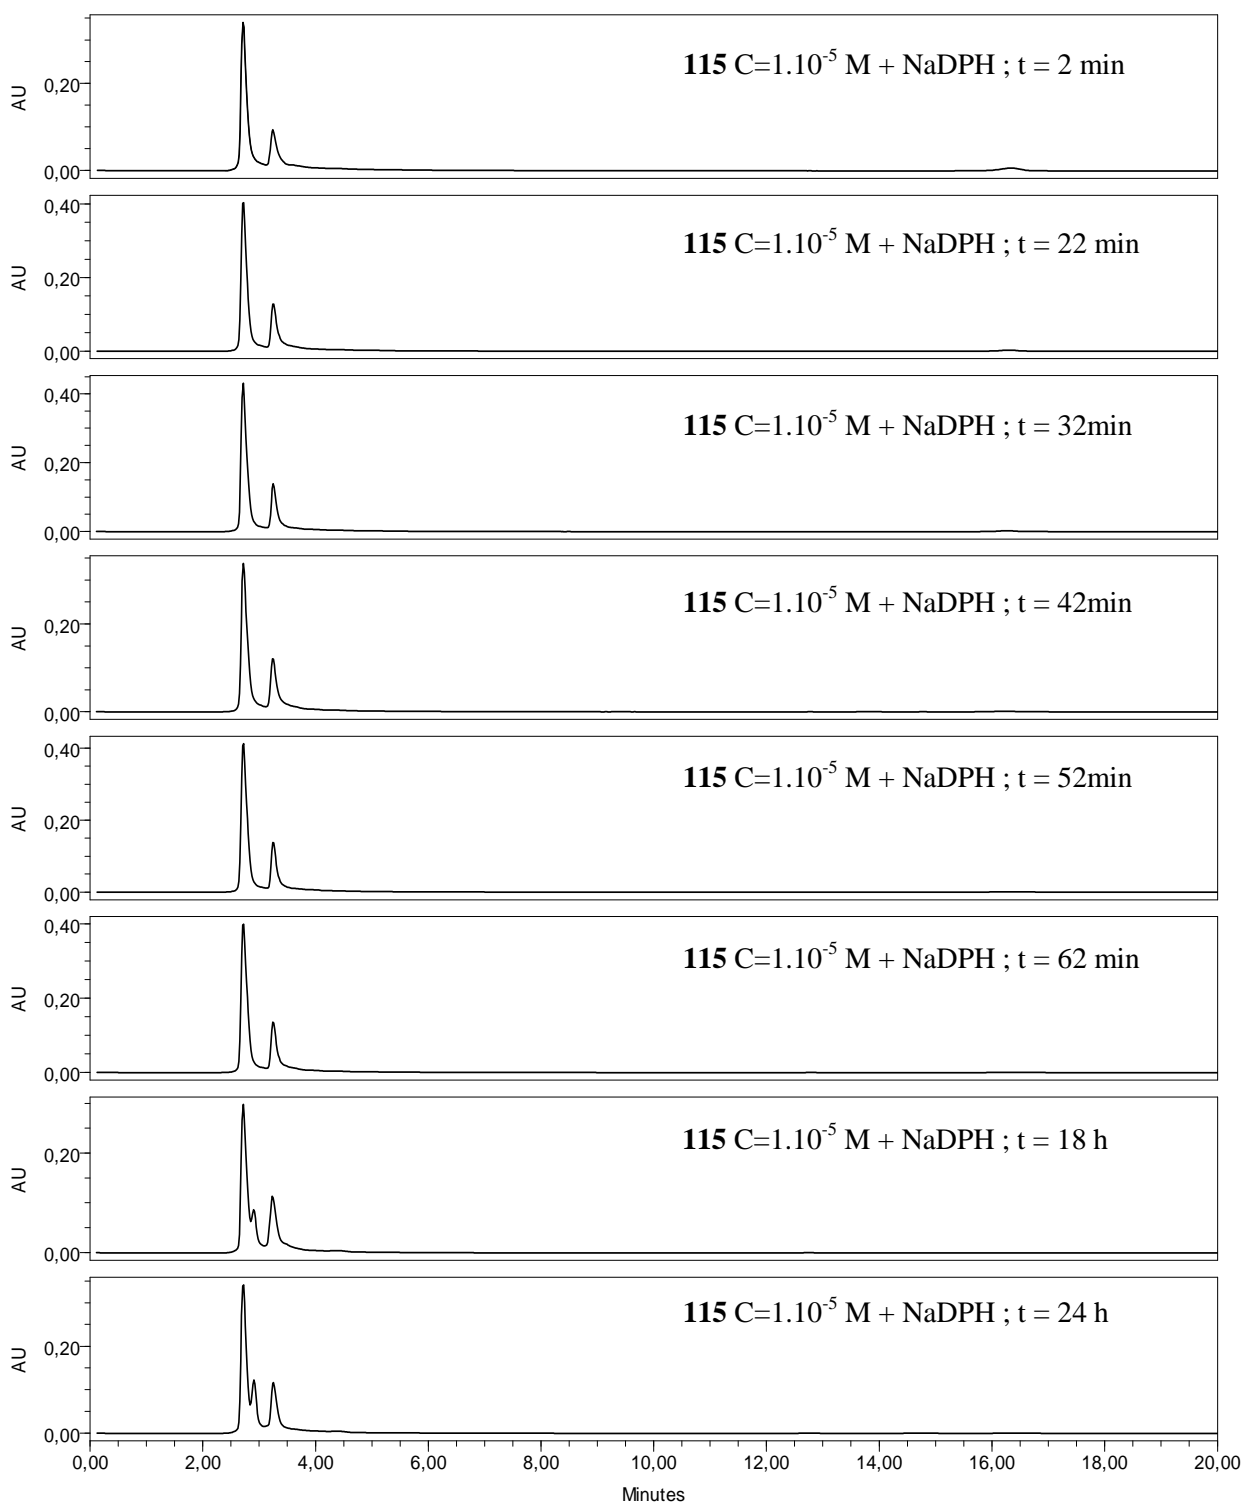 115 C=1.10-5 M + NaDPH ; t = 2 min
AU
0,20
0,00
0,40
115 C=1.10-5 M + NaDPH ; t = 22 min
AU
0,20
0,00
0,40
115 C=1.10-5 M + NaDPH ; t = 32min
AU
0,20
0,00
115 C=1.10-5 M + NaDPH ; t = 42min
AU
0,20
0,00
0,40
115 C=1.10-5 M + NaDPH ; t = 52min
AU
0,20
0,00
0,40
115 C=1.10-5 M + NaDPH ; t = 62 min
AU
0,20
0,00
115 C=1.10-5 M + NaDPH ; t = 18 h
AU
0,20
0,00
115 C=1.10-5 M + NaDPH ; t = 24 h
AU
0,20
0,00
0,00 2,00 4,00 6,00 8,00 10,00 12,00 14,00 16,00 18,00 20,00
Minutes